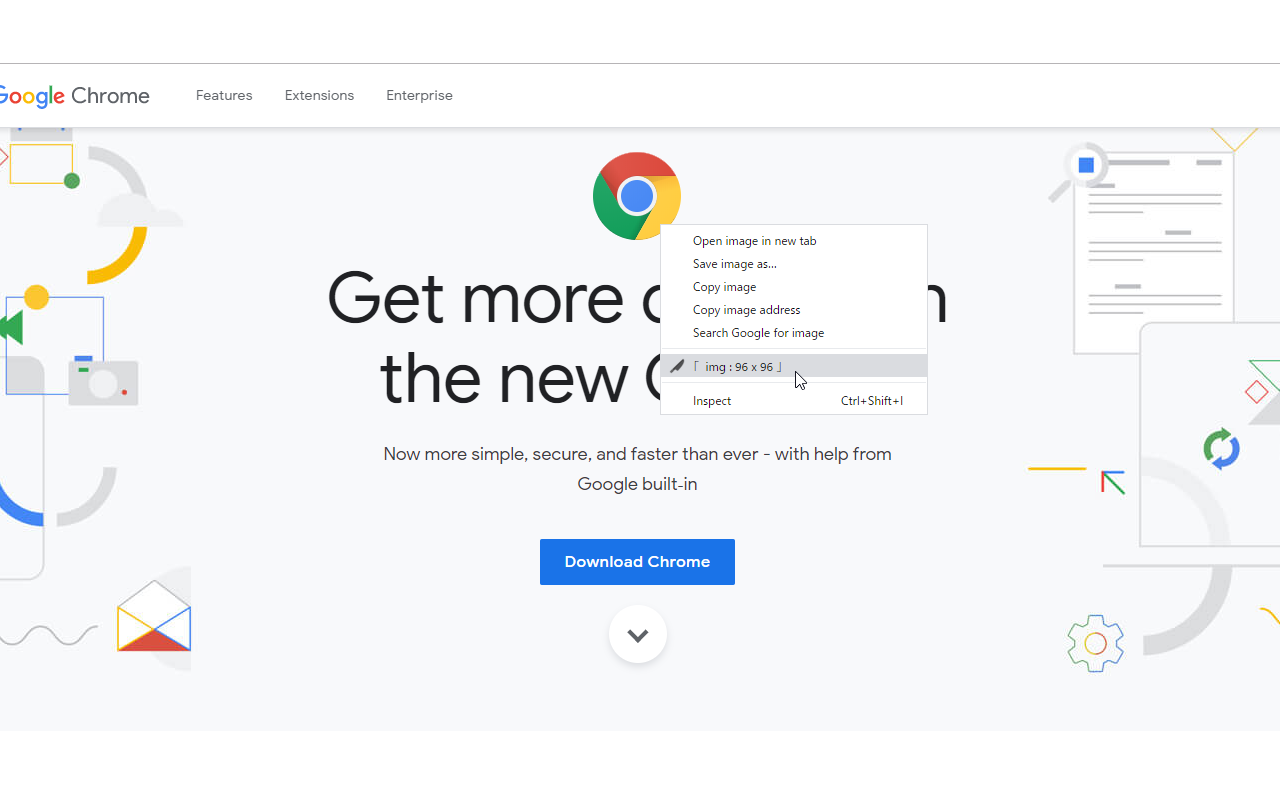 Google Chrome Features Extensions Enterprise
Get more
the new
Open image in new tab
Save image as...
Copy image
Copy image address
Search Google for image
「 img : 96 x 96 」
Inspect Ctrl+Shift+I
Now more simple, secure, and faster than ever - with help from
Google built-in
Download Chrome